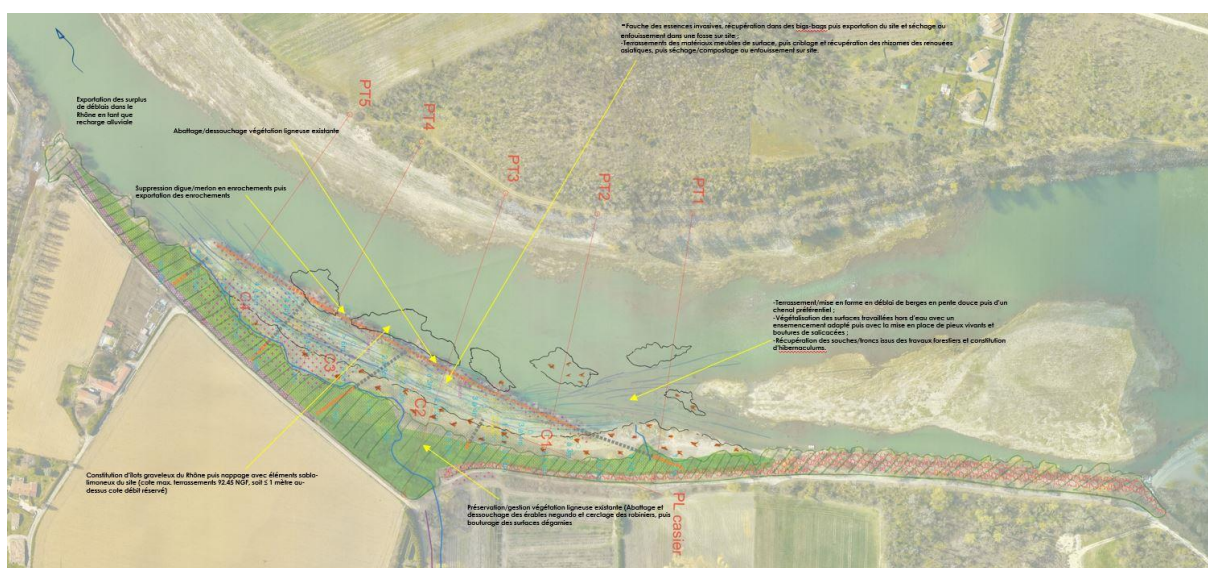 -Fauche des essences invasives, récupération dans des bigs-bags puis exportation du site et séchage ou
enfouissement dans une fosse sur site ;
-Terrassements des matériaux meubles de surface, puis criblage et récupération des rhizomes des renouées
asiatiques, puis séchage/compostage ou enfouissement sur site.
Exportation des surplus
de déblais dans le
Rhône en tant que
recharge alluviale
Abattage/dessouchage végétation ligneuse existante
Suppression digue/merlon en enrochements puis
exportation des enrochements
PT5
PT4
PT3
PT2
PT1
-Terrassement/mise en forme en déblai de berges en pente douce puis d'un
chenal préférentiel ;
-Végétalisation des surfaces travaillées hors d'eau avec un
ensemencement adapté puis avec la mise en place de pieux vivants et
boutures de salicacées ;
-Récupération des souches/troncs issus des travaux forestiers et constitution
d'hibernaculums.
C4
C3
C2
C1
Constitution d'îlots graveleux du Rhône puis nappage avec éléments sablo-
limoneux du site (cote max. terrassements 92.45 NGF, soit ≤ 1 mètre au-
dessus cote débit réservé)
Préservation/gestion végétation ligneuse existante (Abattage et
dessouchage des érables negundo et cerclage des robiniers, puis
bouturage des surfaces dégarnies
PL casier